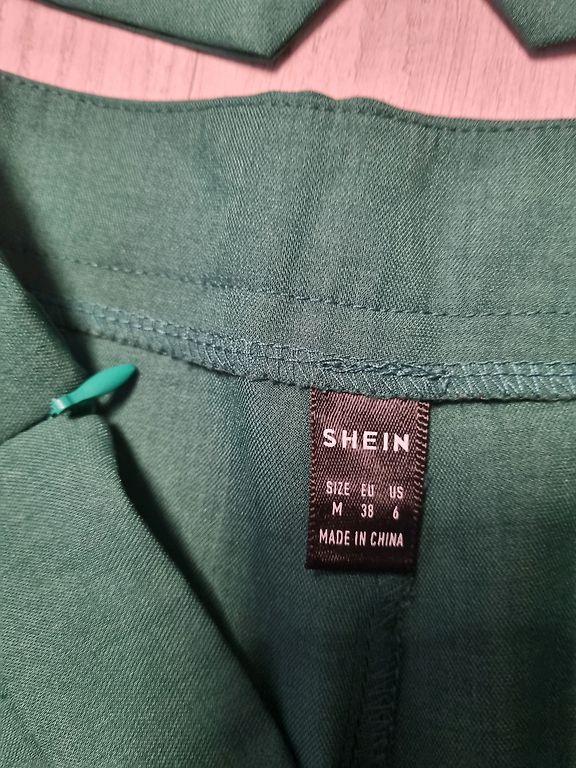 SHEIN
SIZE EU US
M 38 6
MADE IN CHINA